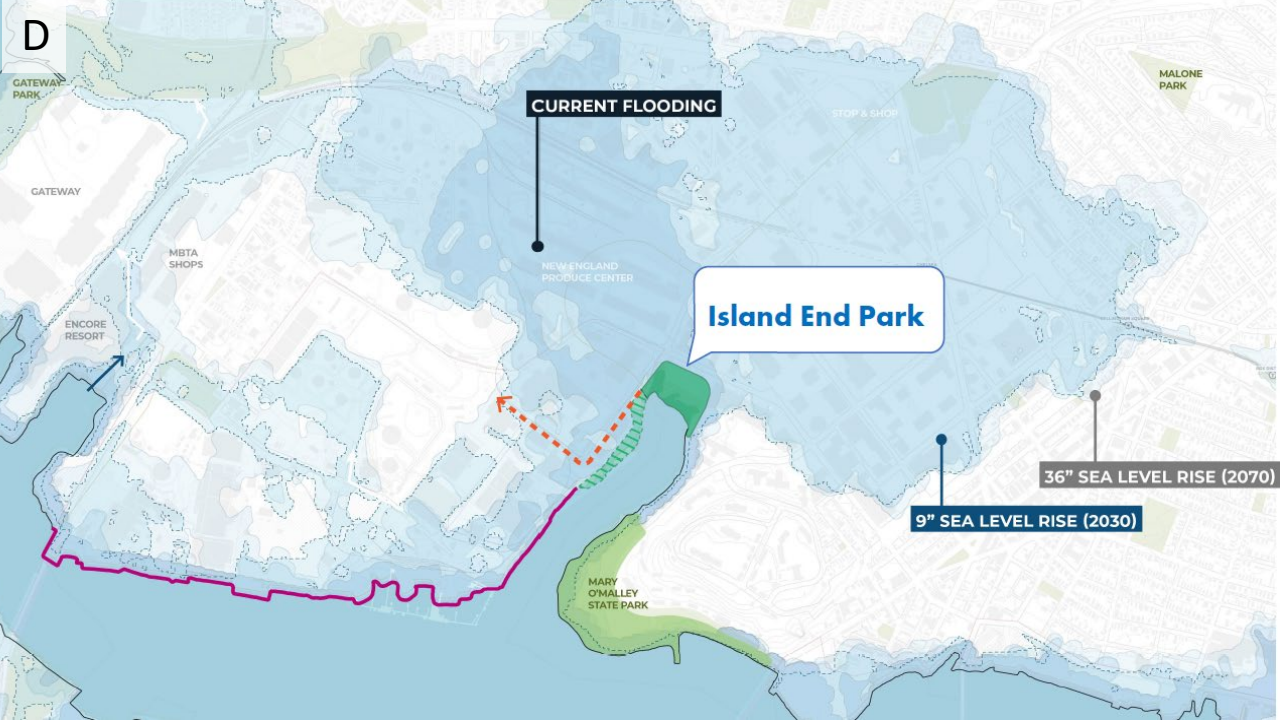 D
GATEWAY
PARK
CURRENT FLOODING
MALONE
PARK
STOP & SHOP
GATEWAY
MBTA
SHOPS
NEW ENGLAND
PRODUCE CENTER
Island End Park
ENCORE
RESORT
36” SEA LEVEL RISE (2070)
9” SEA LEVEL RISE (2030)
MARY
O’MALLEY
STATE PARK